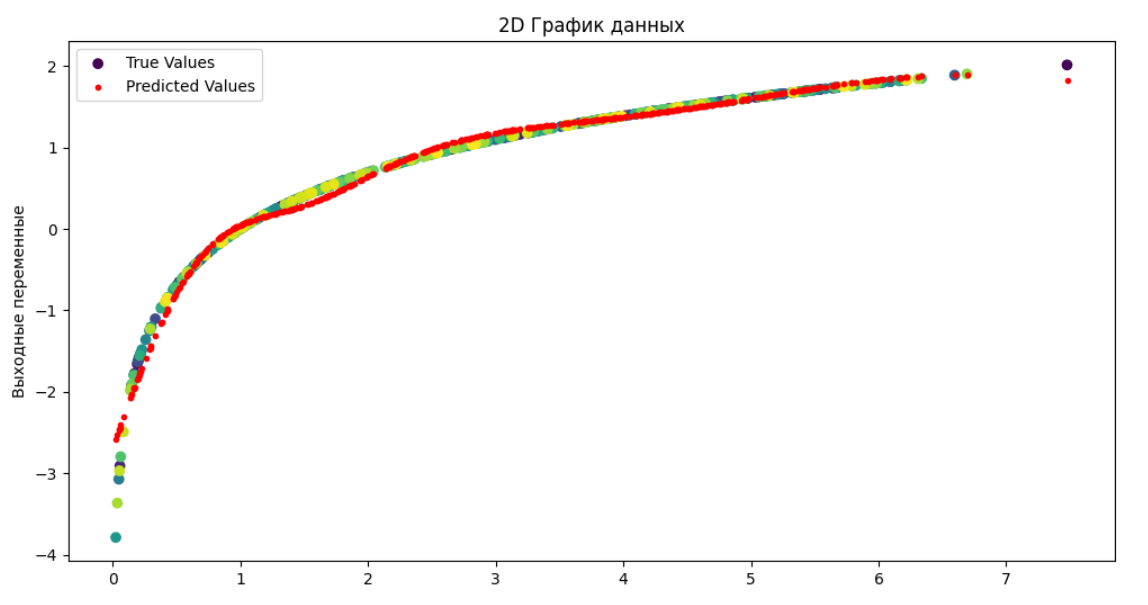 2D График данных
True Values
Predicted Values
Выходные переменные
2
1
0
−1
−2
−3
−4
0 1 2 3 4 5 6 7